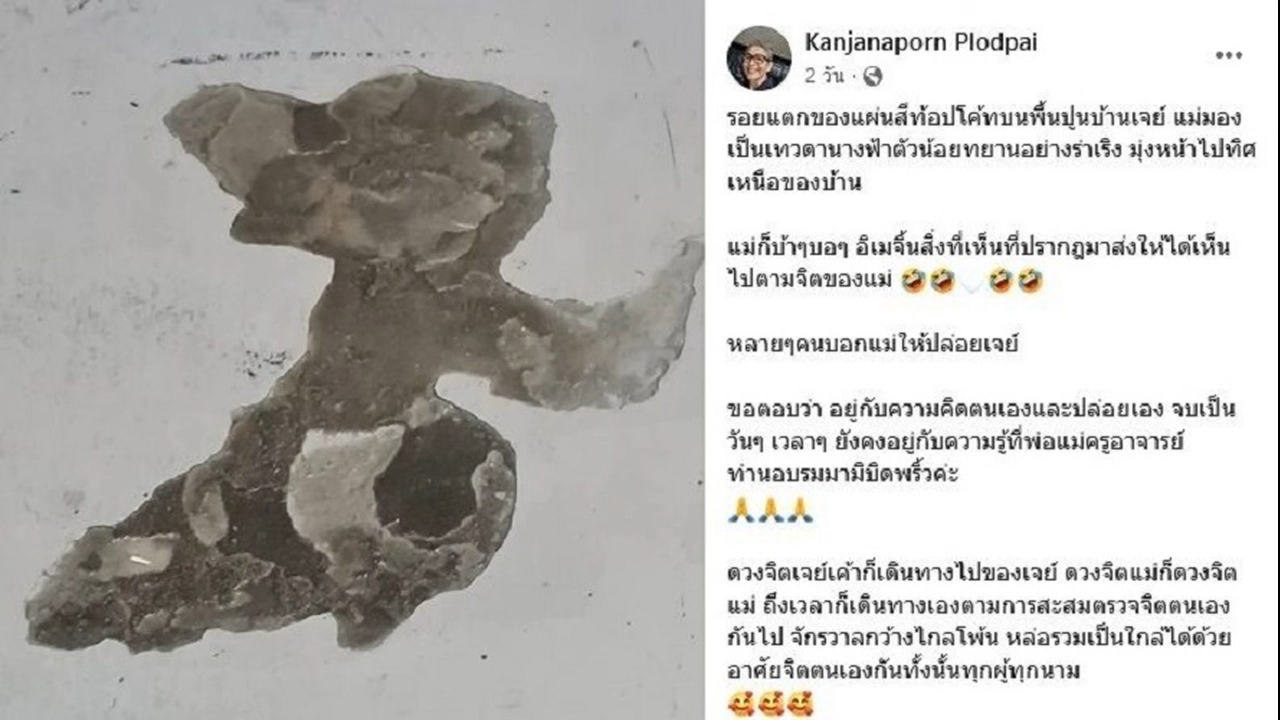 Kanjanaporn Plodpai
2 วัน ·
รอยแตกของแผ่นสีท้อปโค้ทบนพื้นปูนบ้านเจย์ แม่มอง
เป็นเทวดานางฟ้าตัวน้อยทยานอย่างร่าเริง มุ่งหน้าไปทิศ
เหนือของบ้าน
แม่ก็บ้าๆบอๆ อิเมจิ้นสิ่งที่เห็นที่ปรากฎมาส่งให้ได้เห็น
ไปตามจิตของแม่ 🤣🤣🤍🤣🤣
หลายๆคนบอกแม่ให้ปล่อยเจย์
ขอตอบว่า อยู่กับความคิดตนเองและปล่อยเอง จบเป็น
วันๆ เวลาๆ ยังคงอยู่กับความรู้ที่พ่อแม่ครูอาจารย์
ท่านอบรมมามิบิดพริ้วค่ะ
🙏🙏🙏
ดวงจิตเจย์เค้าก็เดินทางไปของเจย์ ดวงจิตแม่ก็ดวงจิต
แม่ ถึงเวลาก็เดินทางเองตามการสะสมตรวจจิตตนเอง
กันไป จักรวาลกว้างไกลโพ้น หล่อรวมเป็นใกล้ได้ด้วย
อาศัยจิตตนเองกันทั้งนั้นทุกผู้ทุกนาม
🥰🥰🥰